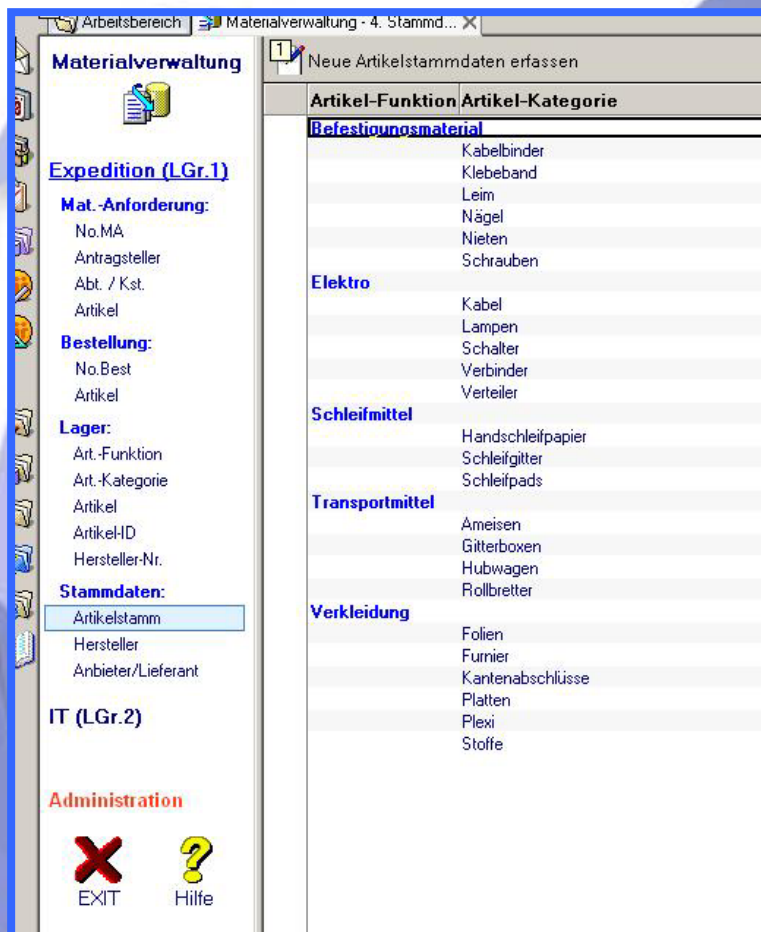 Arbeitsbereich
Materialverwaltung - 4. Stammd...
Materialverwaltung
Expedition (LGr.1)
Mat.-Anforderung:
No.MA
Antragsteller
Abt. / Kst.
Artikel
Bestellung:
No.Best
Artikel
Lager:
Art.-Funktion
Art.-Kategorie
Artikel
Artikel-ID
Hersteller-Nr.
Stammdaten:
Artikelstamm
Hersteller
Anbieter/Lieferant
IT (LGr.2)
Administration
EXIT
Hilfe
1
Neue Artikelstammdaten erfassen
Artikel-Funktion Artikel-Kategorie
Befestigungsmaterial
Kabelbinder
Klebeband
Leim
Nägel
Nieten
Schrauben
Elektro
Kabel
Lampen
Schalter
Verbinder
Verteiler
Schleifmittel
Handschleifpapier
Schleifgitter
Schleifpads
Transportmittel
Ameisen
Gitterboxen
Hubwagen
Rollbretter
Verkleidung
Folien
Furnier
Kantenabschlüsse
Platten
Plexi
Stoffe